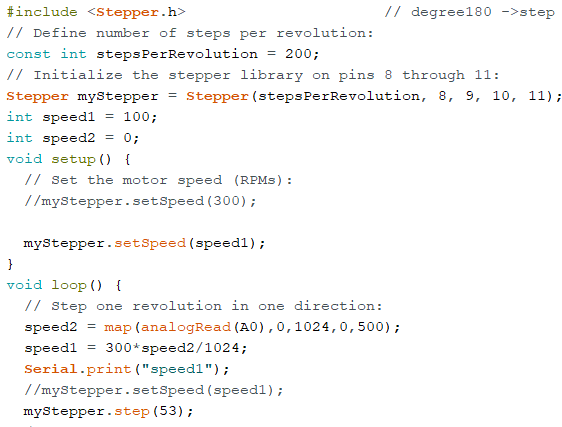 #include <Stepper.h> // degree180 ->step
// Define number of steps per revolution:
const int stepsPerRevolution = 200;
// Initialize the stepper library on pins 8 through 11:
Stepper myStepper = Stepper(stepsPerRevolution, 8, 9, 10, 11);
int speed1 = 100;
int speed2 = 0;
void setup() {
  // Set the motor speed (RPMs):
  //myStepper.setSpeed(300);
  myStepper.setSpeed(speed1);
}
void loop() {
  // Step one revolution in one direction:
  speed2 = map(analogRead(A0),0,1024,0,500);
  speed1 = 300*speed2/1024;
  Serial.print("speed1");
  //myStepper.setSpeed(speed1);
  myStepper.step(53);